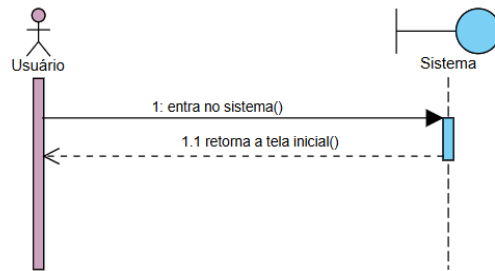 Usuário
Sistema
1: entra no sistema()
1.1 retorna a tela inicial()